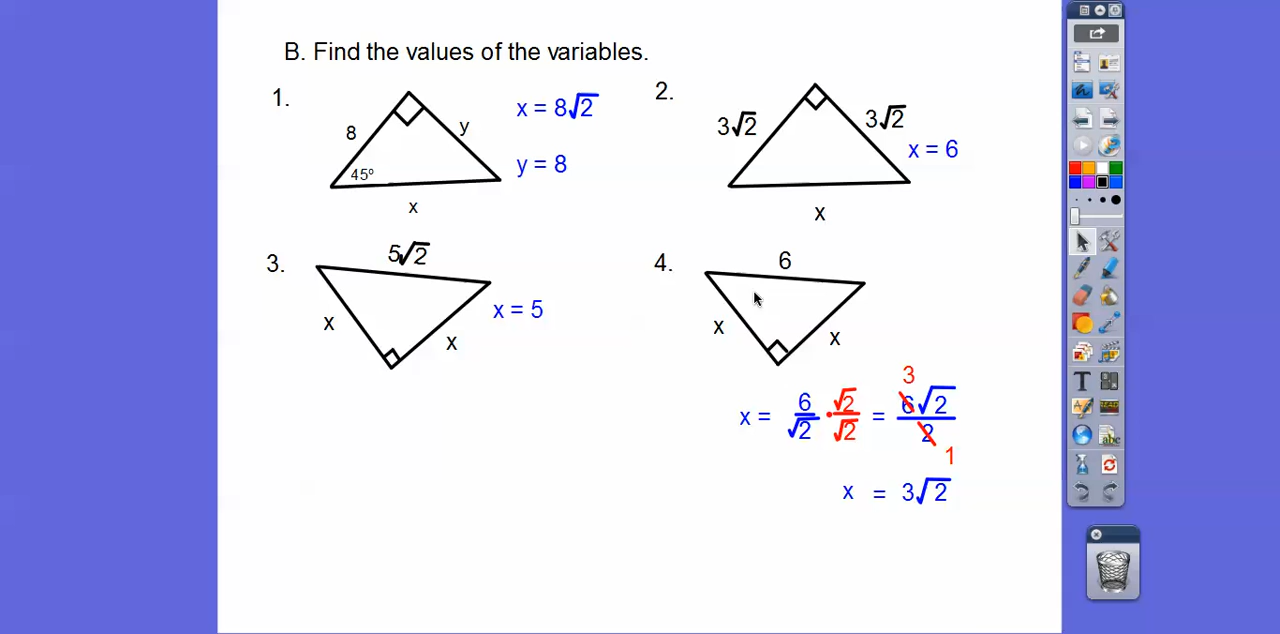 B. Find the values of the variables.
1.
8
y
45º
x
x = 8√2
y = 8
2.
3√2
3√2
x = 6
x
3.
5√2
x
x
x = 5
4.
6
x
x
3
x = 6/√2 • √2/√2 = 6√2/2
1
x = 3√2
T